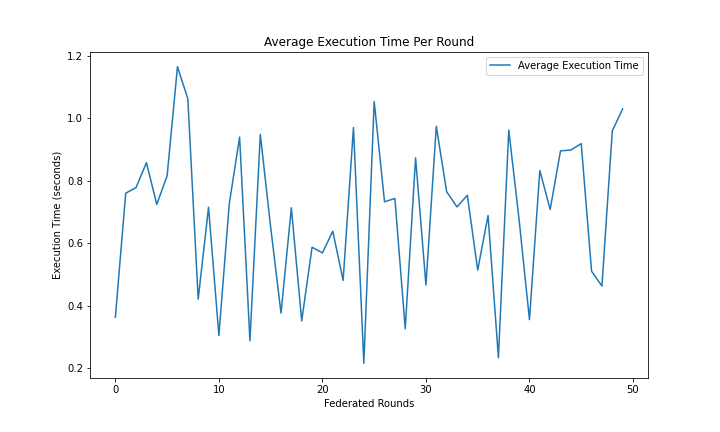 Average Execution Time Per Round
Average Execution Time
1.2
1.0
0.8
0.6
0.4
0.2
Execution Time (seconds)
0 10 20 30 40 50
Federated Rounds